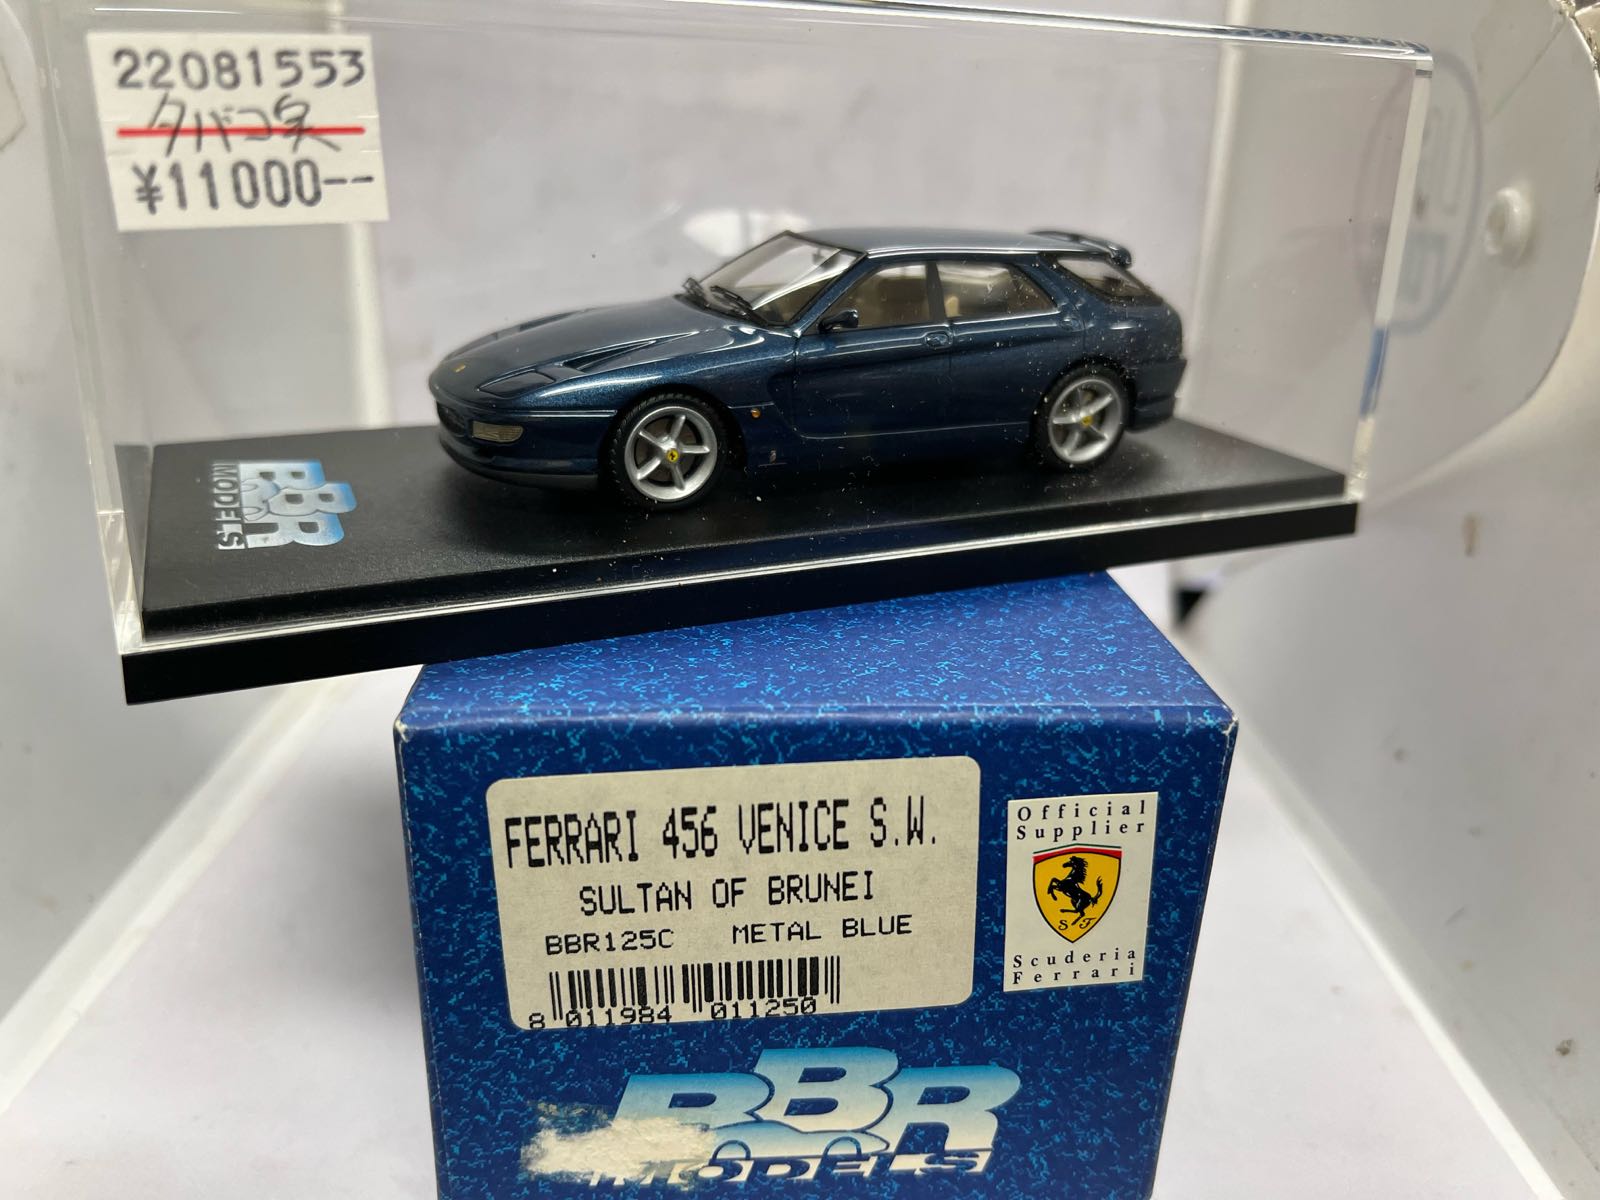 22081553
タバコ臭
¥11000--
BBR
MODELS
FERRARI 456 VENICE S.W.
SULTAN OF BRUNEI
BBR125C METAL BLUE
8 011984 011250
Official
Supplier
S F
Scuderia
Ferrari
BBR
MODELS